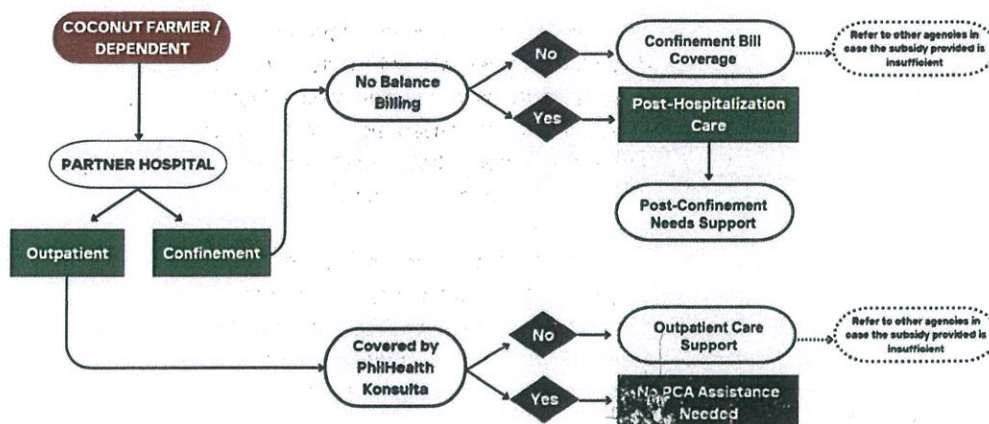 COCONUT FARMER /
DEPENDENT
PARTNER HOSPITAL
Outpatient
Confinement
No Balance
Billing
No
Confinement Bill
Coverage
Refer to other agencies in
case the subsidy provided is
insufficient
Yes
Post-Hospitalization
Care
Post-Confinement
Needs Support
Covered by
PhilHealth
Konsulta
No
Outpatient Care
Support
Refer to other agencies in
case the subsidy provided is
insufficient
Yes
No PCA Assistance
Needed